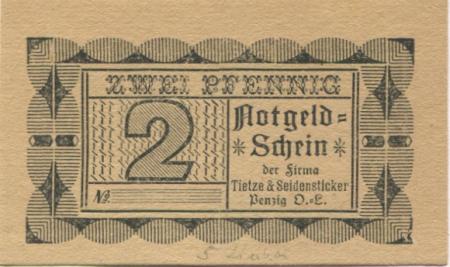 ZWEI PFENNIG
2
Notgeld=
Schein
der Firma
Tietze & Seidensticker
Penzig O.=L.
№.